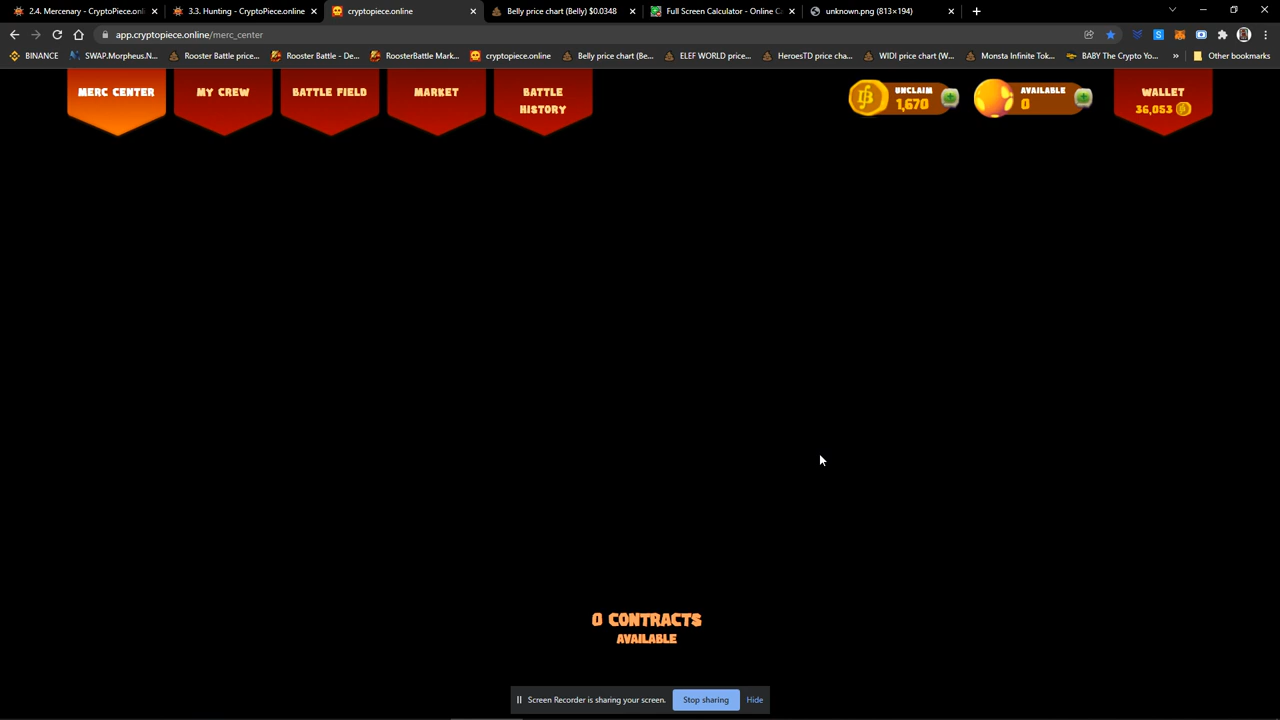 2.4. Mercenary - CryptoPiece.onl
3.3. Hunting - CryptoPiece.online
cryptopiece.online
Belly price chart (Belly) $0.0348
Full Screen Calculator - Online C
unknown.png (813×194)
app.cryptopiece.online/merc_center
BINANCE
SWAP.Morpheus.N...
Rooster Battle price...
Rooster Battle - De...
RoosterBattle Mark...
cryptopiece.online
Belly price chart (Be...
ELEF WORLD price...
HeroesTD price cha...
WIDI price chart (W...
Monsta Infinite Tok...
BABY The Crypto Yo...
»
Other bookmarks
MERC CENTER
MY CREW
BATTLE FIELD
MARKET
BATTLE
HISTORY
UNCLAIM
1,670
AVAILABLE
0
WALLET
36,053
0 CONTRACTS
AVAILABLE
Screen Recorder is sharing your screen.
Stop sharing
Hide